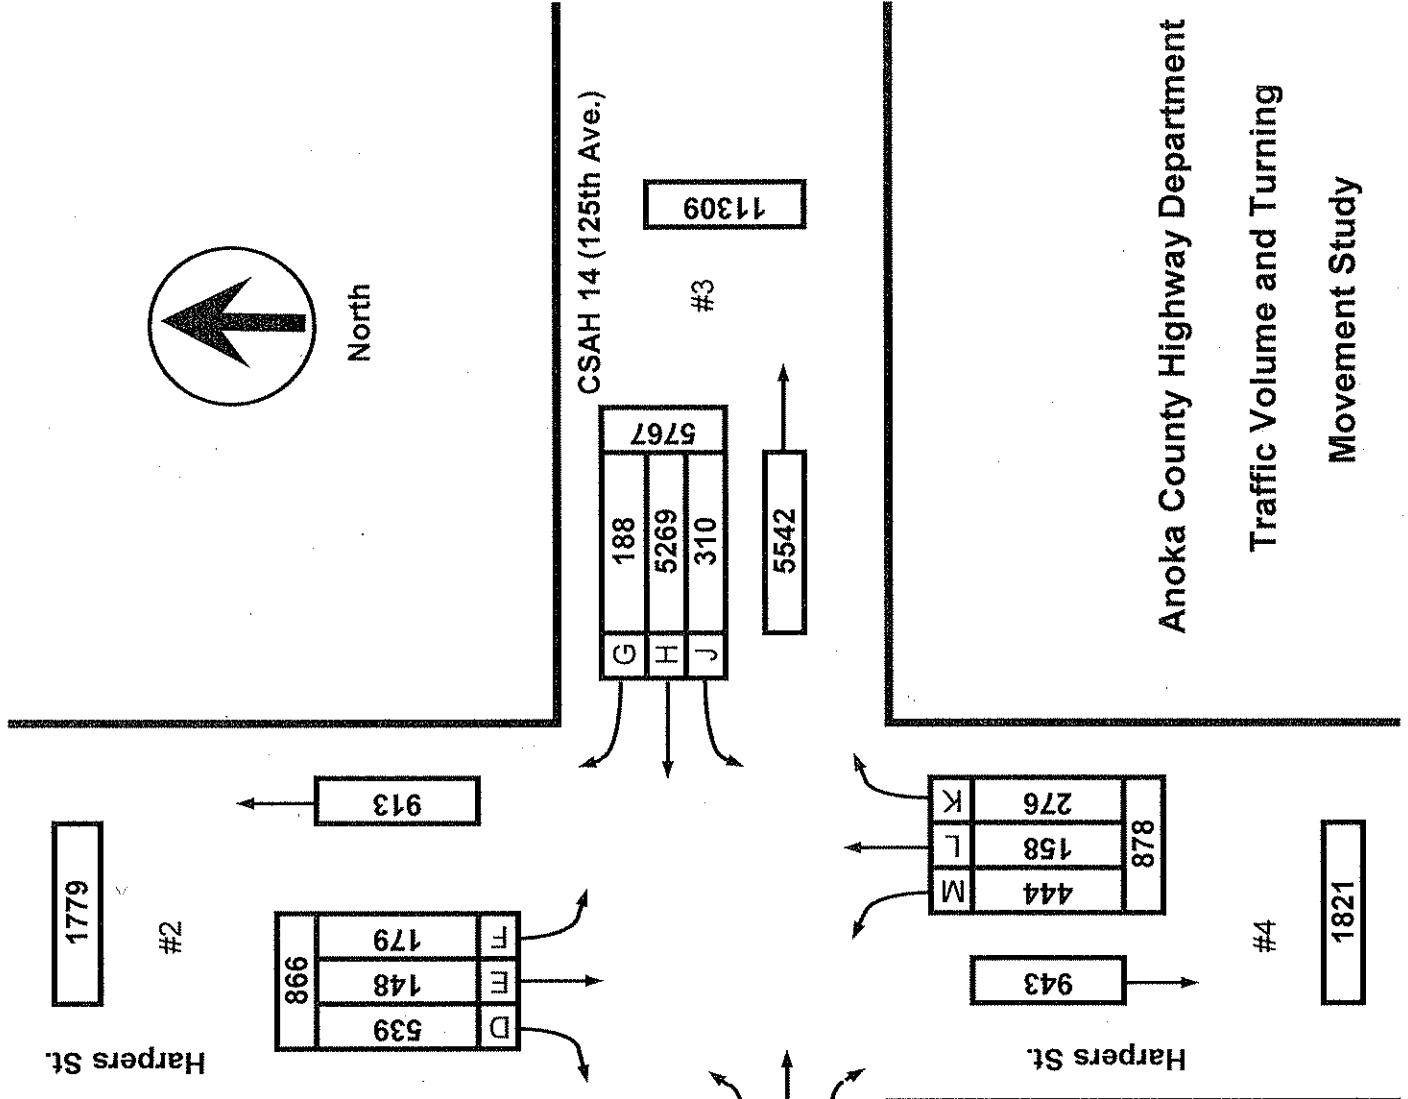 North
CSAH 14 (125th Ave.)
11309
#3
5767
G 188
H 5269
J 310
5542
1779
#2
Harpers St.
913
866
539 148 179
D E F
M L K
444 158 276
878
943
#4
1821
Harpers St.
Anoka County Highway Department
Traffic Volume and Turning
Movement Study